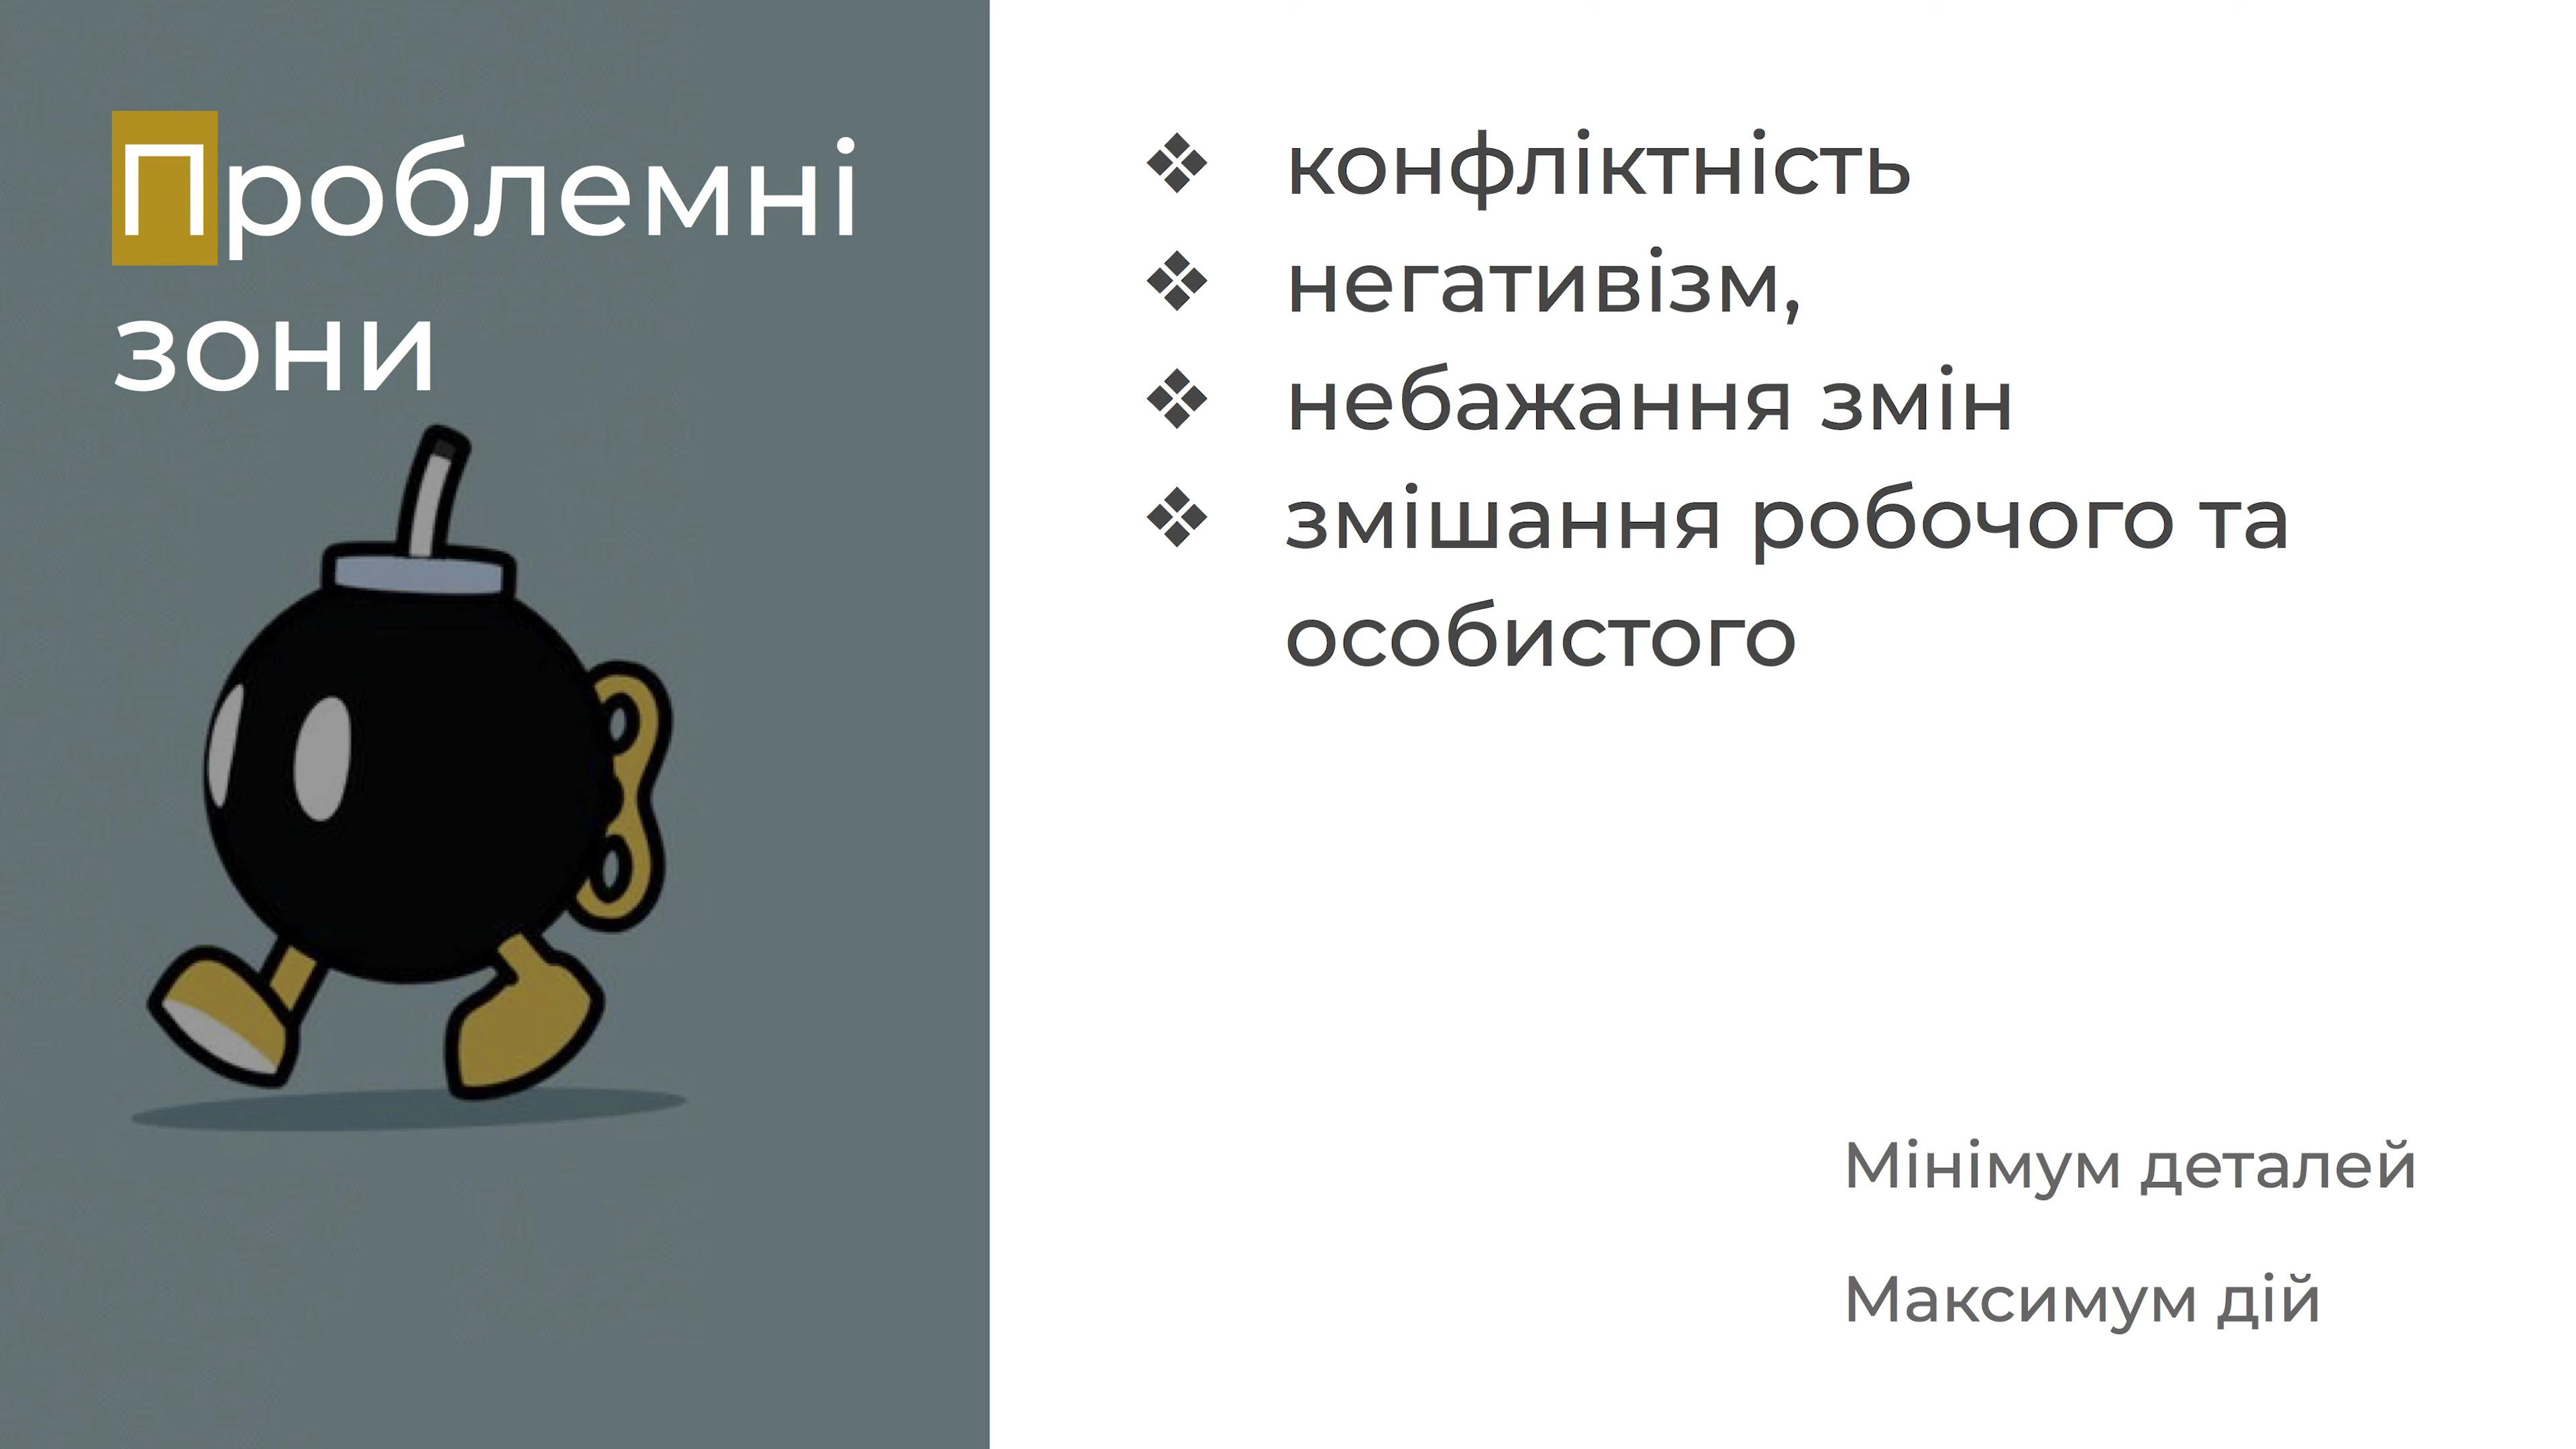 Проблемні
зони
❖ конфліктність
❖ негативізм,
❖ небажання змін
❖ змішання робочого та
особистого
Мінімум деталей
Максимум дій